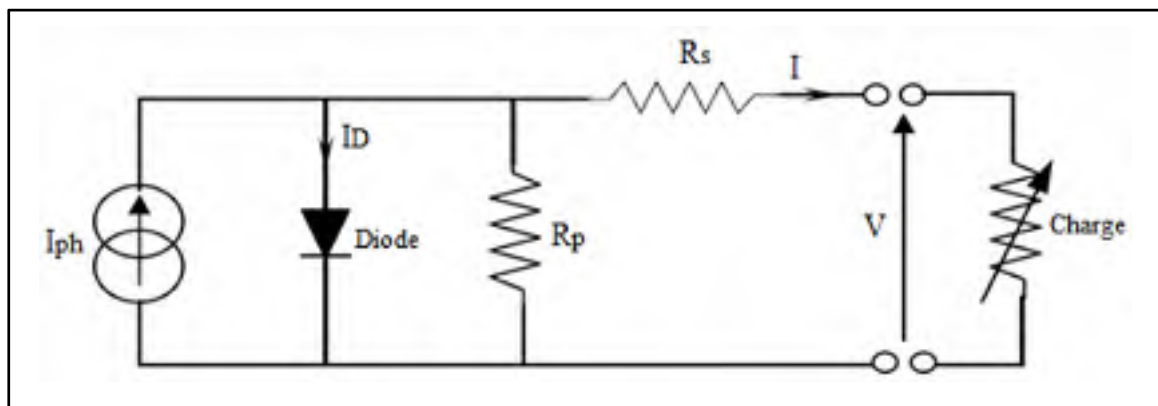 Rs
I
ID
Iph
Diode
Rp
V
Charge